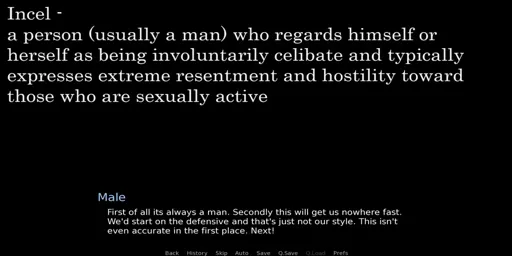 Incel -
a person (usually a man) who regards himself or
herself as being involuntarily celibate and typically
expresses extreme resentment and hostility toward
those who are sexually active
Male
First of all its always a man. Secondly this will get us nowhere fast.
We'd start on the defensive and that's just not our style. This isn't
even accurate in the first place. Next!
Back History Skip Auto Save Q.Save Q.Load Prefs